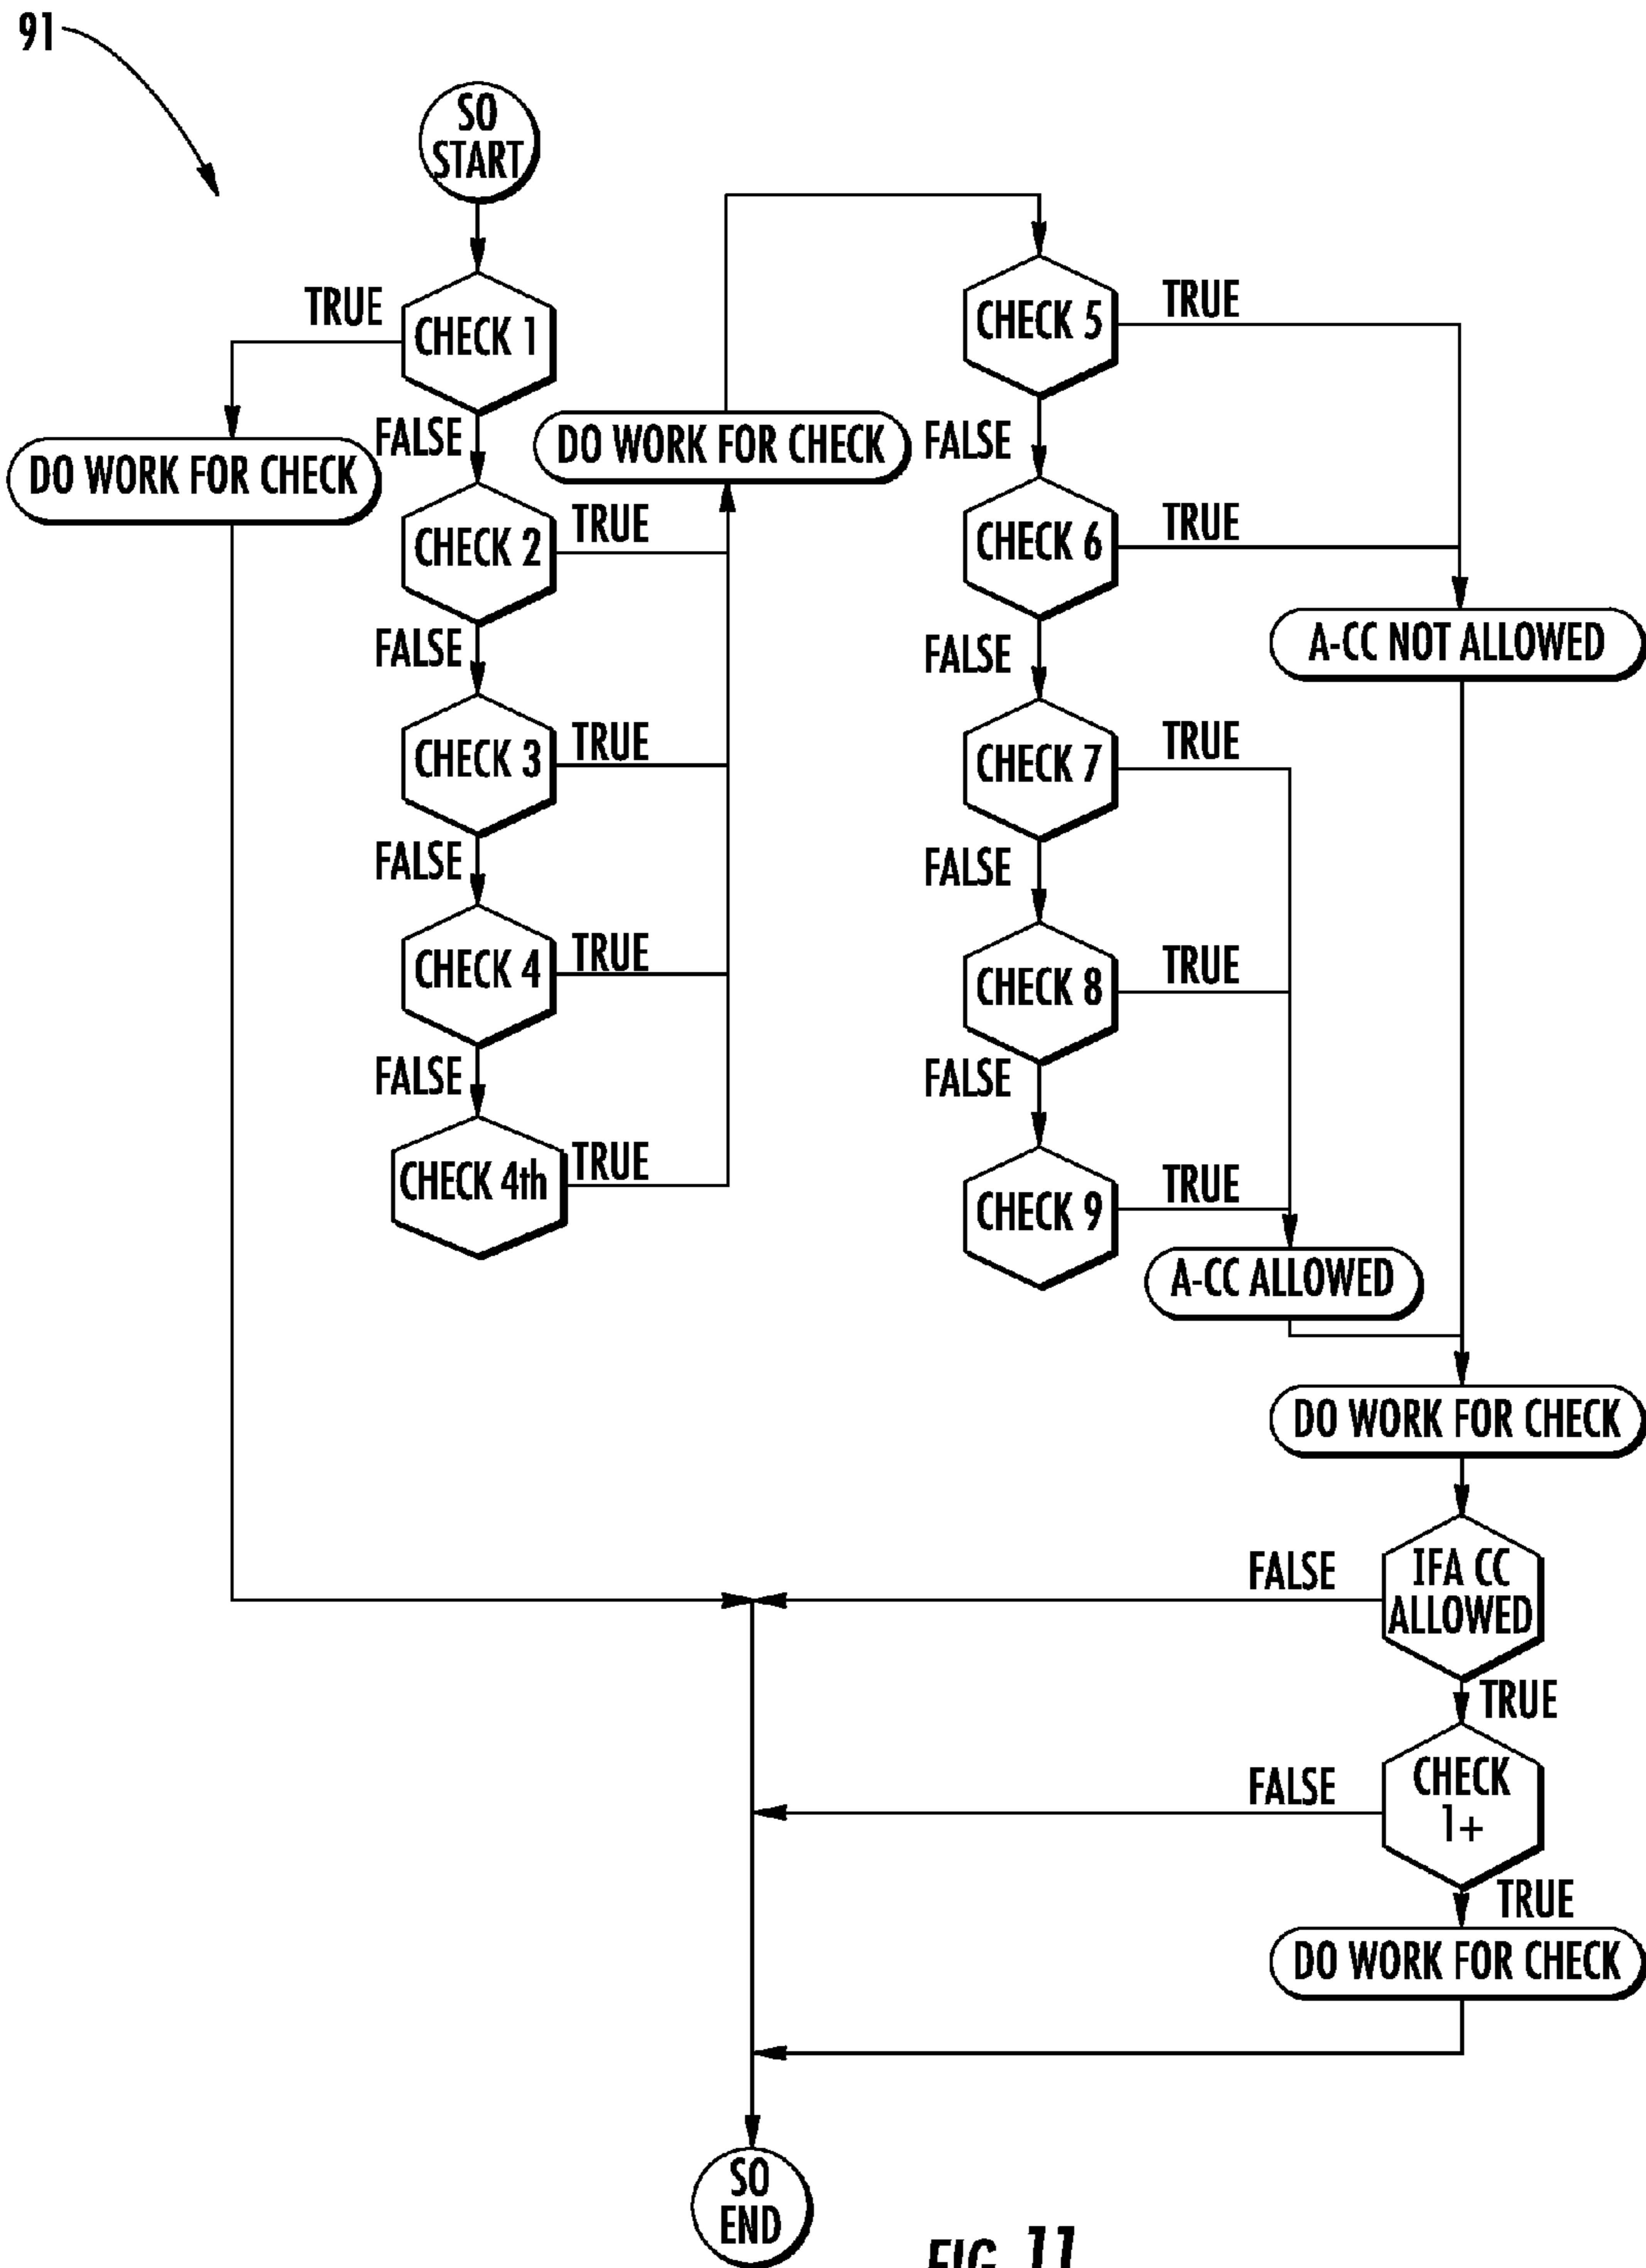 91
SO
START
TRUE
CHECK 1
FALSE
DO WORK FOR CHECK
CHECK 2
TRUE
FALSE
CHECK 3
TRUE
FALSE
CHECK 4
TRUE
FALSE
CHECK 4th
TRUE
DO WORK FOR CHECK
CHECK 5
TRUE
FALSE
CHECK 6
TRUE
FALSE
A-CC NOT ALLOWED
CHECK 7
TRUE
FALSE
CHECK 8
TRUE
FALSE
CHECK 9
TRUE
A-CC ALLOWED
DO WORK FOR CHECK
IFA CC
ALLOWED
FALSE
TRUE
CHECK
1+
FALSE
TRUE
DO WORK FOR CHECK
SO
END
FIG. 11